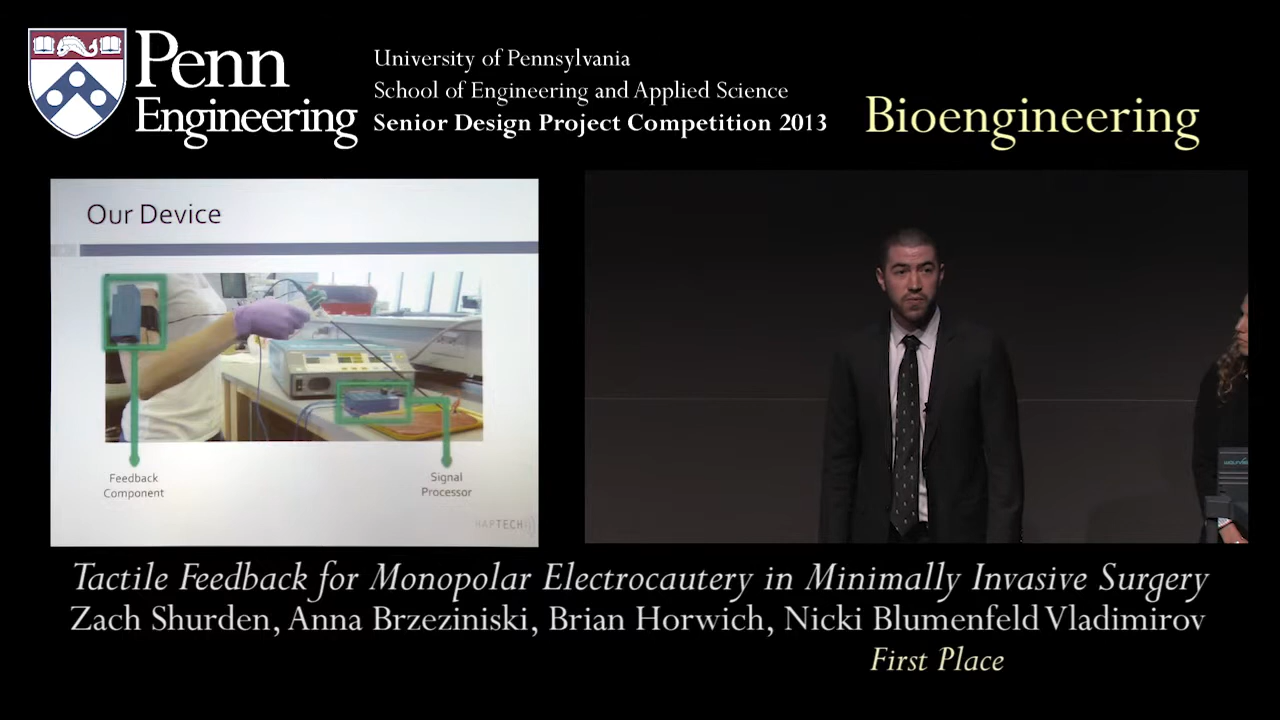 Penn
Engineering
University of Pennsylvania
School of Engineering and Applied Science
Senior Design Project Competition 2013
Bioengineering
Our Device
Feedback
Component
Signal
Processor
HAPTECH
Tactile Feedback for Monopolar Electrocautery in Minimally Invasive Surgery
Zach Shurden, Anna Brzeziniski, Brian Horwich, Nicki Blumenfeld Vladimirov
First Place